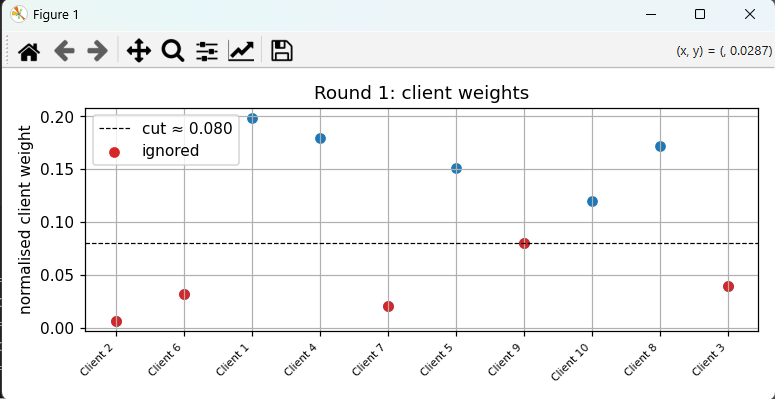 Figure 1
(x, y) = (, 0.0287)
Round 1: client weights
normalised client weight
0.20
0.15
0.10
0.05
0.00
cut ≈ 0.080
ignored
Client 2
Client 6
Client 1
Client 4
Client 7
Client 5
Client 9
Client 10
Client 8
Client 3